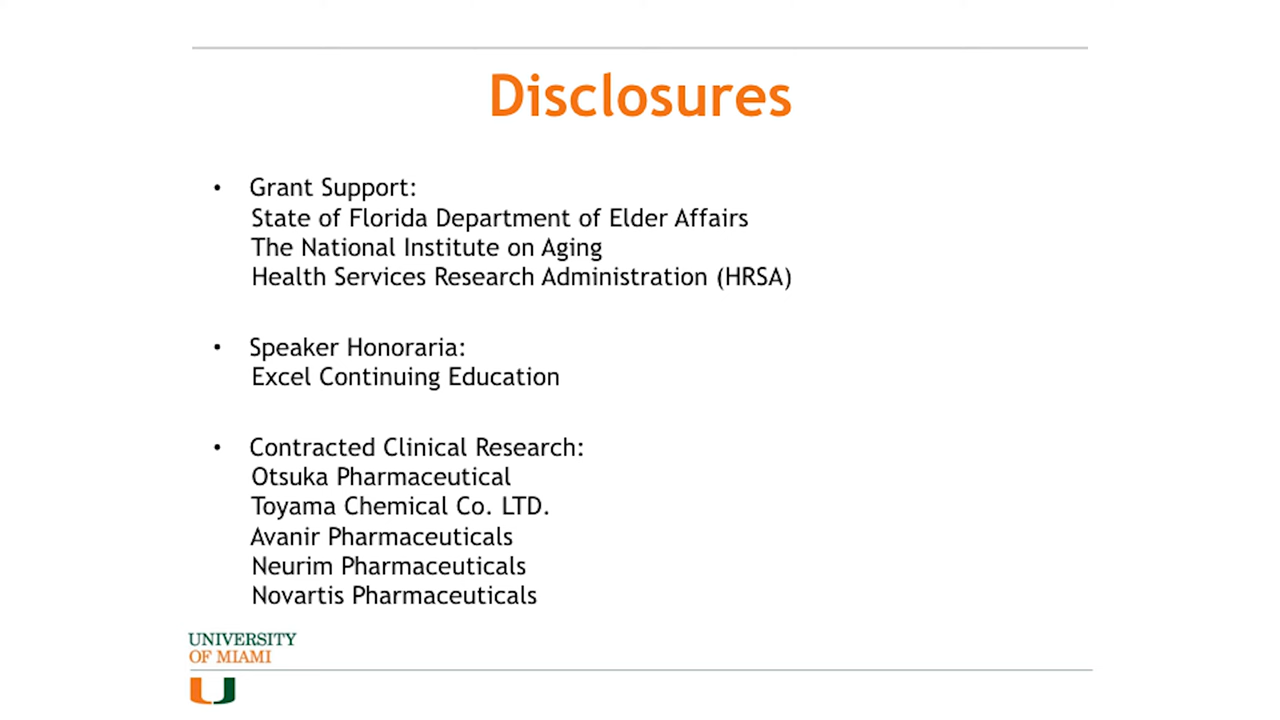 Disclosures
• Grant Support:
State of Florida Department of Elder Affairs
The National Institute on Aging
Health Services Research Administration (HRSA)
• Speaker Honoraria:
Excel Continuing Education
• Contracted Clinical Research:
Otsuka Pharmaceutical
Toyama Chemical Co. LTD.
Avanir Pharmaceuticals
Neurim Pharmaceuticals
Novartis Pharmaceuticals
UNIVERSITY
OF MIAMI
U